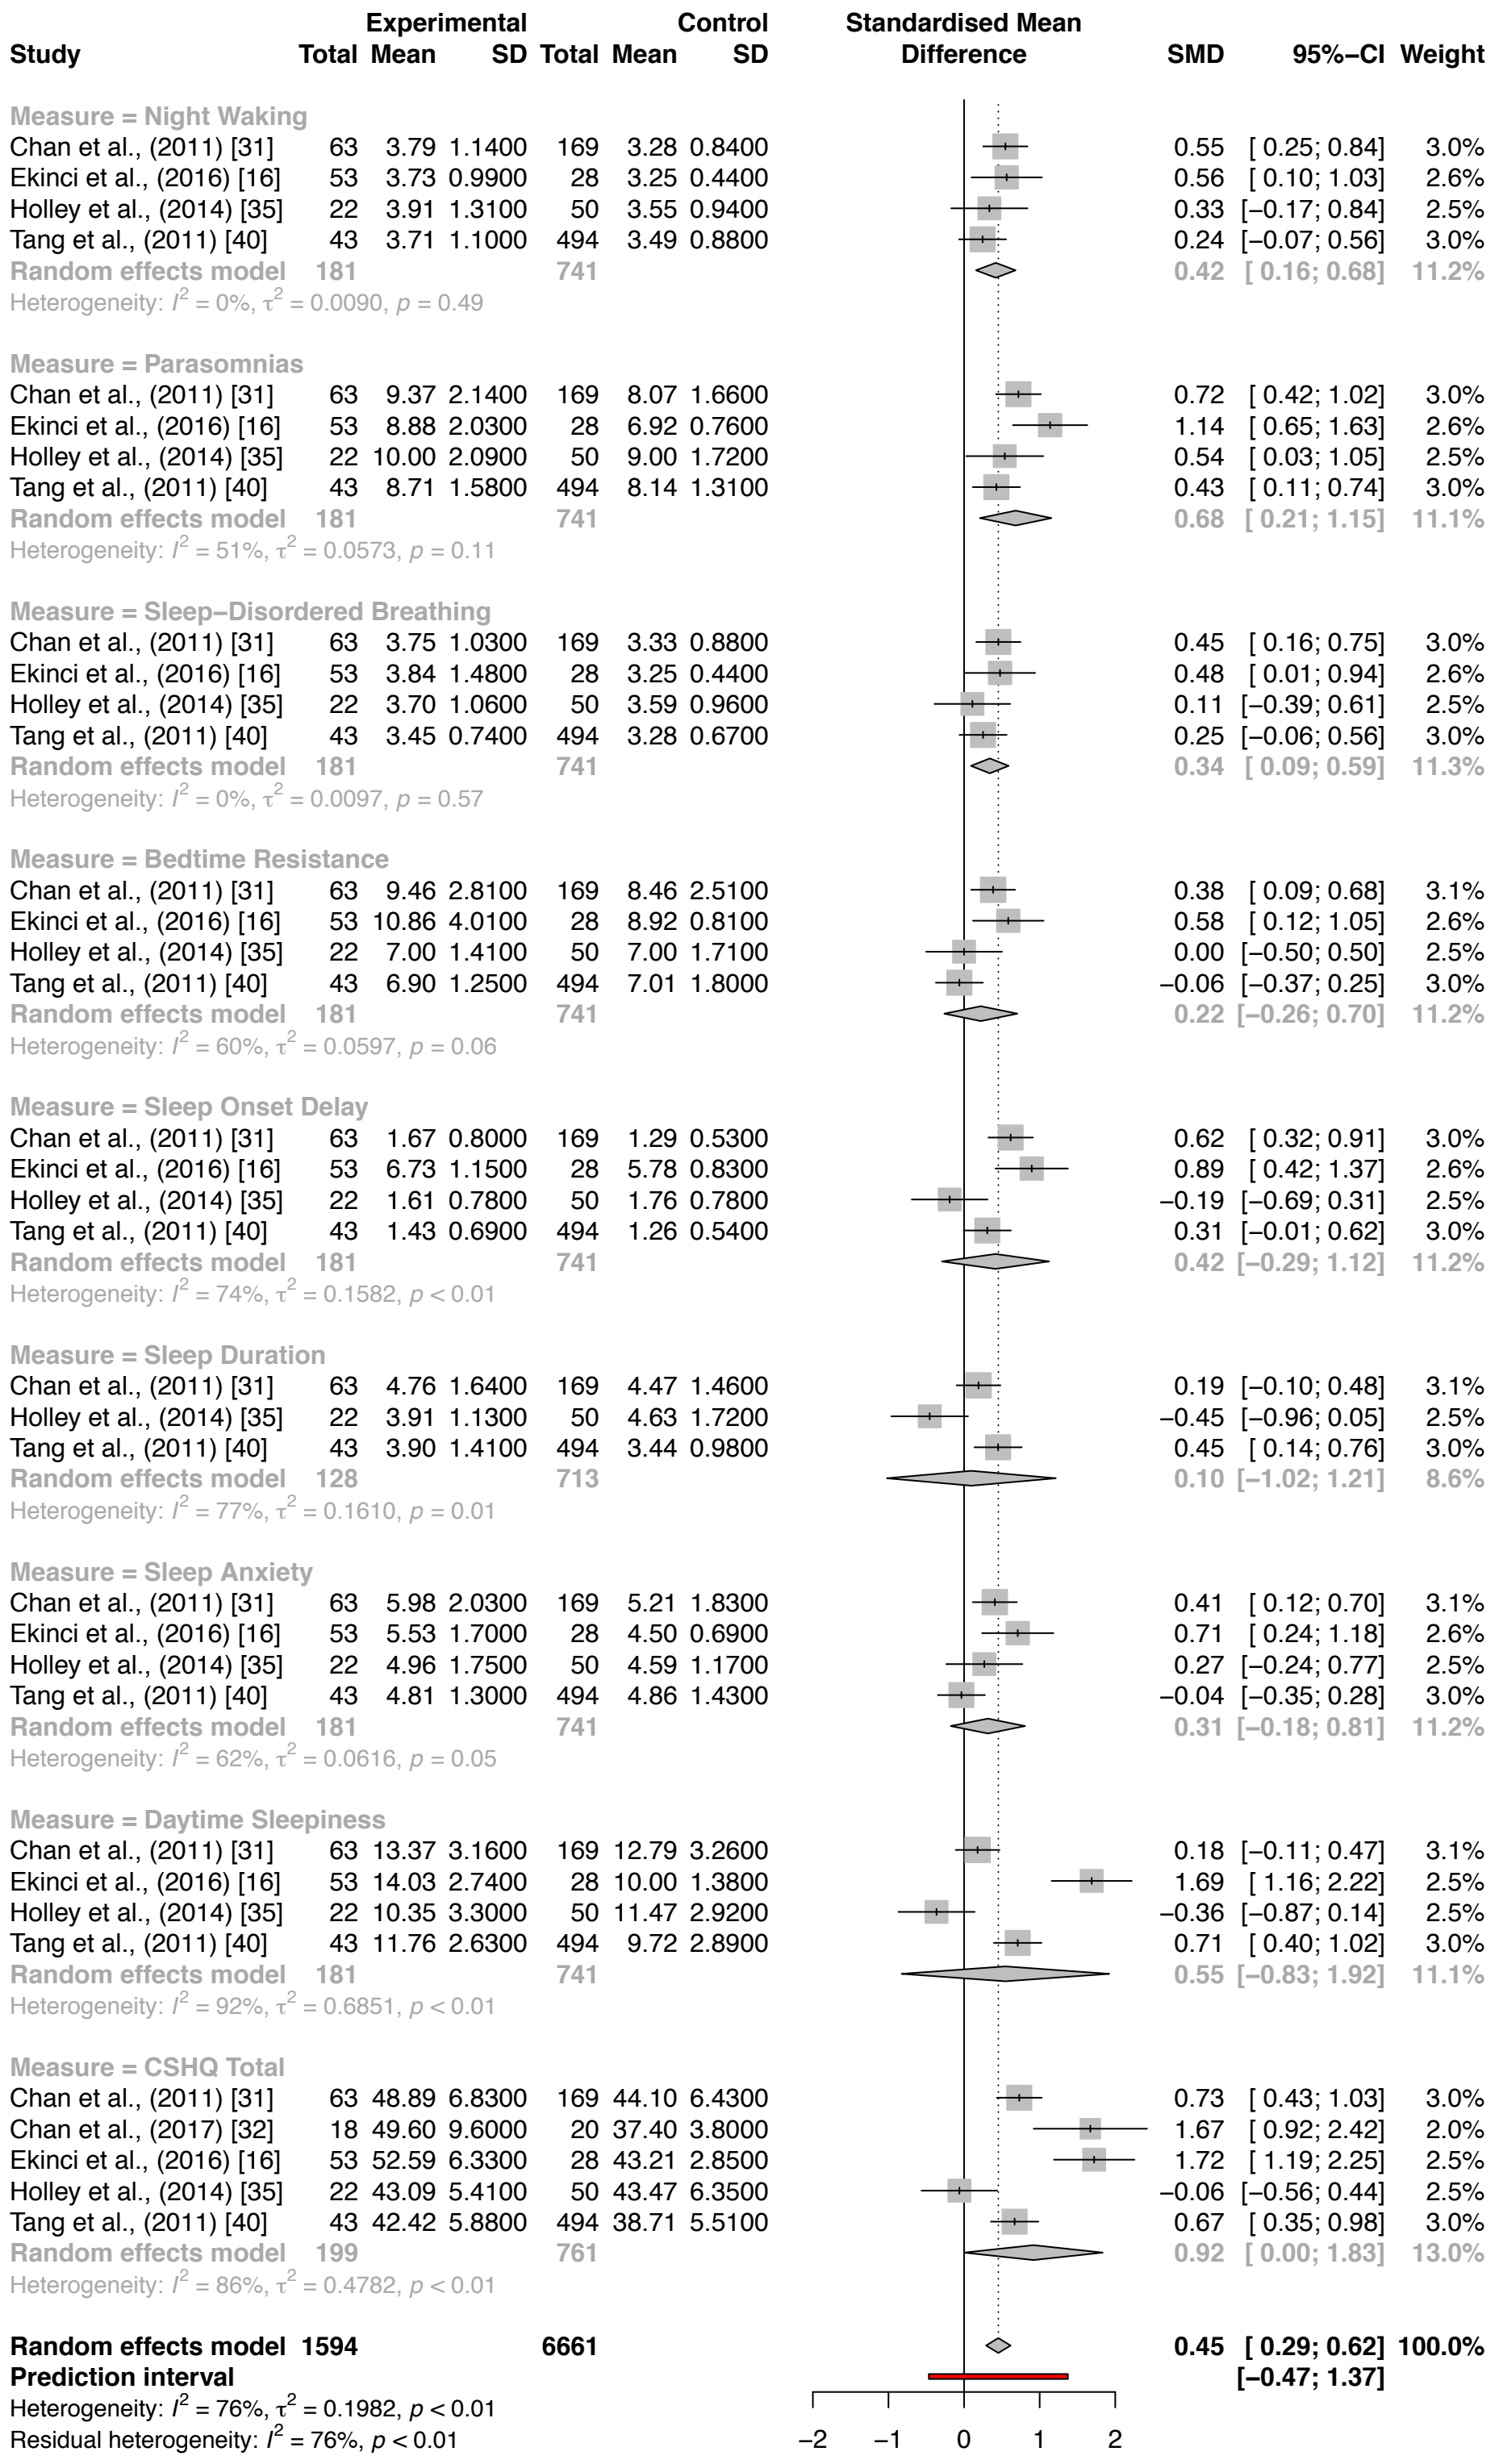 Experimental Control Standardised Mean
Study Total Mean SD Total Mean SD Difference SMD 95%−CI Weight
Measure = Night Waking
Chan et al., (2011) [31] 63 3.79 1.1400 169 3.28 0.8400 0.55 [ 0.25; 0.84] 3.0%
Ekinci et al., (2016) [16] 53 3.73 0.9900 28 3.25 0.4400 0.56 [ 0.10; 1.03] 2.6%
Holley et al., (2014) [35] 22 3.91 1.3100 50 3.55 0.9400 0.33 [−0.17; 0.84] 2.5%
Tang et al., (2011) [40] 43 3.71 1.1000 494 3.49 0.8800 0.24 [−0.07; 0.56] 3.0%
Random effects model 181 741 0.42 [ 0.16; 0.68] 11.2%
Heterogeneity: I² = 0%, τ² = 0.0090, p = 0.49
Measure = Parasomnias
Chan et al., (2011) [31] 63 9.37 2.1400 169 8.07 1.6600 0.72 [ 0.42; 1.02] 3.0%
Ekinci et al., (2016) [16] 53 8.88 2.0300 28 6.92 0.7600 1.14 [ 0.65; 1.63] 2.6%
Holley et al., (2014) [35] 22 10.00 2.0900 50 9.00 1.7200 0.54 [ 0.03; 1.05] 2.5%
Tang et al., (2011) [40] 43 8.71 1.5800 494 8.14 1.3100 0.43 [ 0.11; 0.74] 3.0%
Random effects model 181 741 0.68 [ 0.21; 1.15] 11.1%
Heterogeneity: I² = 51%, τ² = 0.0573, p = 0.11
Measure = Sleep−Disordered Breathing
Chan et al., (2011) [31] 63 3.75 1.0300 169 3.33 0.8800 0.45 [ 0.16; 0.75] 3.0%
Ekinci et al., (2016) [16] 53 3.84 1.4800 28 3.25 0.4400 0.48 [ 0.01; 0.94] 2.6%
Holley et al., (2014) [35] 22 3.70 1.0600 50 3.59 0.9600 0.11 [−0.39; 0.61] 2.5%
Tang et al., (2011) [40] 43 3.45 0.7400 494 3.28 0.6700 0.25 [−0.06; 0.56] 3.0%
Random effects model 181 741 0.34 [ 0.09; 0.59] 11.3%
Heterogeneity: I² = 0%, τ² = 0.0097, p = 0.57
Measure = Bedtime Resistance
Chan et al., (2011) [31] 63 9.46 2.8100 169 8.46 2.5100 0.38 [ 0.09; 0.68] 3.1%
Ekinci et al., (2016) [16] 53 10.86 4.0100 28 8.92 0.8100 0.58 [ 0.12; 1.05] 2.6%
Holley et al., (2014) [35] 22 7.00 1.4100 50 7.00 1.7100 0.00 [−0.50; 0.50] 2.5%
Tang et al., (2011) [40] 43 6.90 1.2500 494 7.01 1.8000 −0.06 [−0.37; 0.25] 3.0%
Random effects model 181 741 0.22 [−0.26; 0.70] 11.2%
Heterogeneity: I² = 60%, τ² = 0.0597, p = 0.06
Measure = Sleep Onset Delay
Chan et al., (2011) [31] 63 1.67 0.8000 169 1.29 0.5300 0.62 [ 0.32; 0.91] 3.0%
Ekinci et al., (2016) [16] 53 6.73 1.1500 28 5.78 0.8300 0.89 [ 0.42; 1.37] 2.6%
Holley et al., (2014) [35] 22 1.61 0.7800 50 1.76 0.7800 −0.19 [−0.69; 0.31] 2.5%
Tang et al., (2011) [40] 43 1.43 0.6900 494 1.26 0.5400 0.31 [−0.01; 0.62] 3.0%
Random effects model 181 741 0.42 [−0.29; 1.12] 11.2%
Heterogeneity: I² = 74%, τ² = 0.1582, p < 0.01
Measure = Sleep Duration
Chan et al., (2011) [31] 63 4.76 1.6400 169 4.47 1.4600 0.19 [−0.10; 0.48] 3.1%
Holley et al., (2014) [35] 22 3.91 1.1300 50 4.63 1.7200 −0.45 [−0.96; 0.05] 2.5%
Tang et al., (2011) [40] 43 3.90 1.4100 494 3.44 0.9800 0.45 [ 0.14; 0.76] 3.0%
Random effects model 128 713 0.10 [−1.02; 1.21] 8.6%
Heterogeneity: I² = 77%, τ² = 0.1610, p = 0.01
Measure = Sleep Anxiety
Chan et al., (2011) [31] 63 5.98 2.0300 169 5.21 1.8300 0.41 [ 0.12; 0.70] 3.1%
Ekinci et al., (2016) [16] 53 5.53 1.7000 28 4.50 0.6900 0.71 [ 0.24; 1.18] 2.6%
Holley et al., (2014) [35] 22 4.96 1.7500 50 4.59 1.1700 0.27 [−0.24; 0.77] 2.5%
Tang et al., (2011) [40] 43 4.81 1.3000 494 4.86 1.4300 −0.04 [−0.35; 0.28] 3.0%
Random effects model 181 741 0.31 [−0.18; 0.81] 11.2%
Heterogeneity: I² = 62%, τ² = 0.0616, p = 0.05
Measure = Daytime Sleepiness
Chan et al., (2011) [31] 63 13.37 3.1600 169 12.79 3.2600 0.18 [−0.11; 0.47] 3.1%
Ekinci et al., (2016) [16] 53 14.03 2.7400 28 10.00 1.3800 1.69 [ 1.16; 2.22] 2.5%
Holley et al., (2014) [35] 22 10.35 3.3000 50 11.47 2.9200 −0.36 [−0.87; 0.14] 2.5%
Tang et al., (2011) [40] 43 11.76 2.6300 494 9.72 2.8900 0.71 [ 0.40; 1.02] 3.0%
Random effects model 181 741 0.55 [−0.83; 1.92] 11.1%
Heterogeneity: I² = 92%, τ² = 0.6851, p < 0.01
Measure = CSHQ Total
Chan et al., (2011) [31] 63 48.89 6.8300 169 44.10 6.4300 0.73 [ 0.43; 1.03] 3.0%
Chan et al., (2017) [32] 18 49.60 9.6000 20 37.40 3.8000 1.67 [ 0.92; 2.42] 2.0%
Ekinci et al., (2016) [16] 53 52.59 6.3300 28 43.21 2.8500 1.72 [ 1.19; 2.25] 2.5%
Holley et al., (2014) [35] 22 43.09 5.4100 50 43.47 6.3500 −0.06 [−0.56; 0.44] 2.5%
Tang et al., (2011) [40] 43 42.42 5.8800 494 38.71 5.5100 0.67 [ 0.35; 0.98] 3.0%
Random effects model 199 761 0.92 [ 0.00; 1.83] 13.0%
Heterogeneity: I² = 86%, τ² = 0.4782, p < 0.01
Random effects model 1594 6661 0.45 [ 0.29; 0.62] 100.0%
Prediction interval [−0.47; 1.37]
Heterogeneity: I² = 76%, τ² = 0.1982, p < 0.01
Residual heterogeneity: I² = 76%, p < 0.01 −2 −1 0 1 2